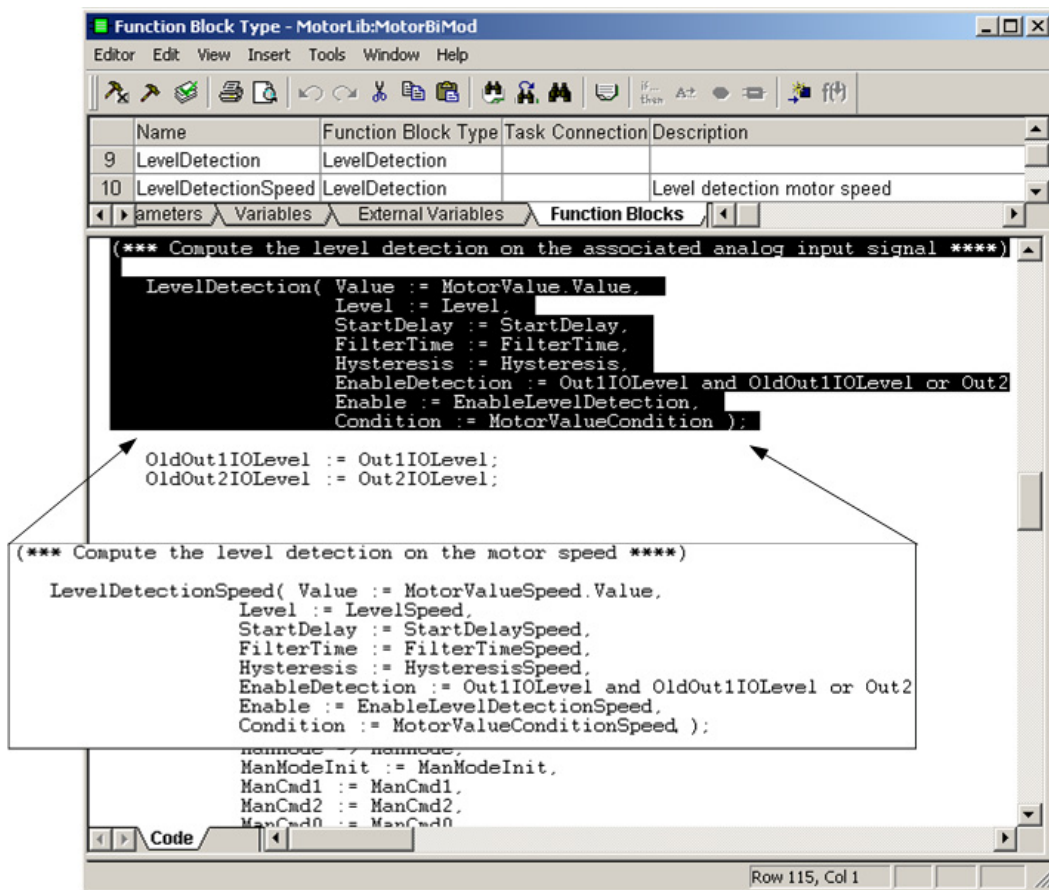 Function Block Type - MotorLib:MotorBiMod
Editor Edit View Insert Tools Window Help
if... then
Name Function Block Type Task Connection Description
9 LevelDetection LevelDetection
10 LevelDetectionSpeed LevelDetection Level detection motor speed
ameters Variables External Variables Function Blocks
(*** Compute the level detection on the associated analog input signal ****)
LevelDetection( Value := MotorValue.Value,
Level := Level,
StartDelay := StartDelay,
FilterTime := FilterTime,
Hysteresis := Hysteresis,
EnableDetection := Out1IOLevel and OldOut1IOLevel or Out2
Enable := EnableLevelDetection,
Condition := MotorValueCondition );
OldOut1IOLevel := Out1IOLevel;
OldOut2IOLevel := Out2IOLevel;
(*** Compute the level detection on the motor speed ****)
LevelDetectionSpeed( Value := MotorValueSpeed.Value,
Level := LevelSpeed,
StartDelay := StartDelaySpeed,
FilterTime := FilterTimeSpeed,
Hysteresis := HysteresisSpeed,
EnableDetection := Out1IOLevel and OldOut1IOLevel or Out2
Enable := EnableLevelDetectionSpeed,
Condition := MotorValueConditionSpeed, );
ManModeInit := ManModeInit,
ManCmd1 := ManCmd1,
ManCmd2 := ManCmd2,
ManCmd0 := ManCmd0
Code
Row 115, Col 1